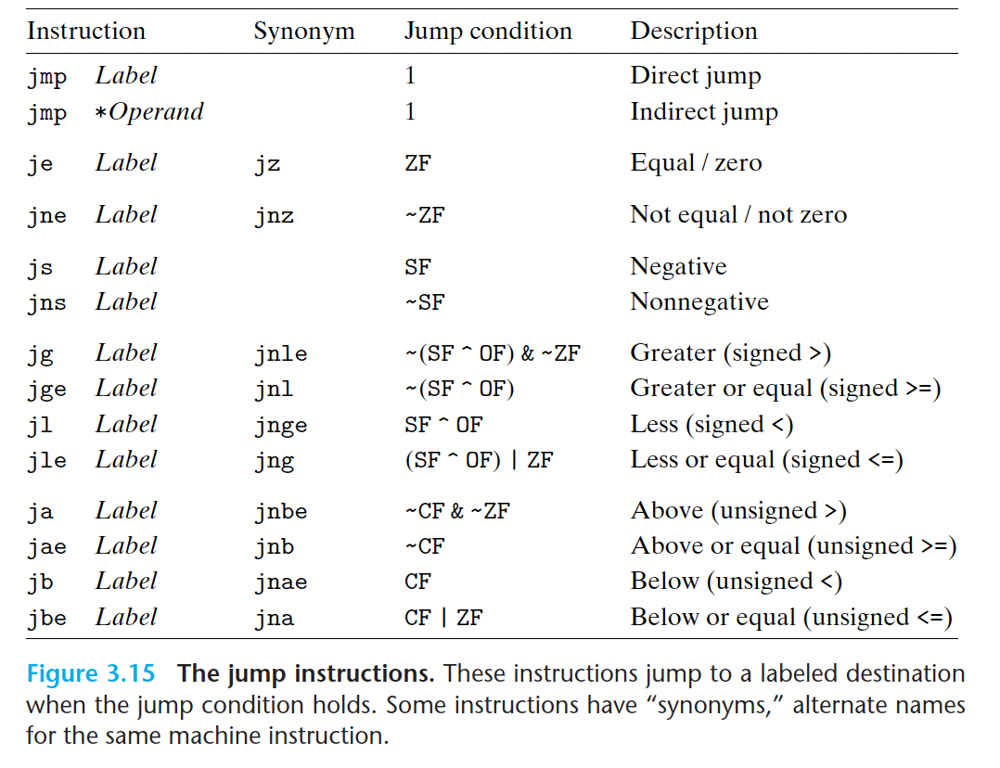 Instruction Synonym Jump condition Description
jmp Label 1 Direct jump
jmp *Operand 1 Indirect jump
je Label jz ZF Equal / zero
jne Label jnz ~ZF Not equal / not zero
js Label SF Negative
jns Label ~SF Nonnegative
jg Label jnle ~(SF ^ OF) & ~ZF Greater (signed >)
jge Label jnl ~(SF ^ OF) Greater or equal (signed >=)
jl Label jnge SF ^ OF Less (signed <)
jle Label jng (SF ^ OF) | ZF Less or equal (signed <=)
ja Label jnbe ~CF & ~ZF Above (unsigned >)
jae Label jnb ~CF Above or equal (unsigned >=)
jb Label jnae CF Below (unsigned <)
jbe Label jna CF | ZF Below or equal (unsigned <=)
Figure 3.15 The jump instructions. These instructions jump to a labeled destination
when the jump condition holds. Some instructions have “synonyms,” alternate names
for the same machine instruction.